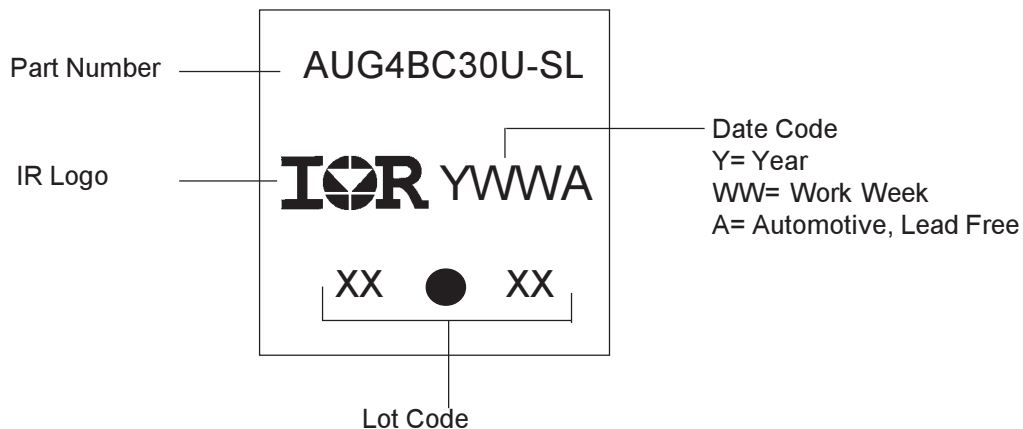 Part Number
AUG4BC30U-SL
IR Logo
IOR YWWA
Date Code
Y= Year
WW= Work Week
A= Automotive, Lead Free
XX ● XX
Lot Code